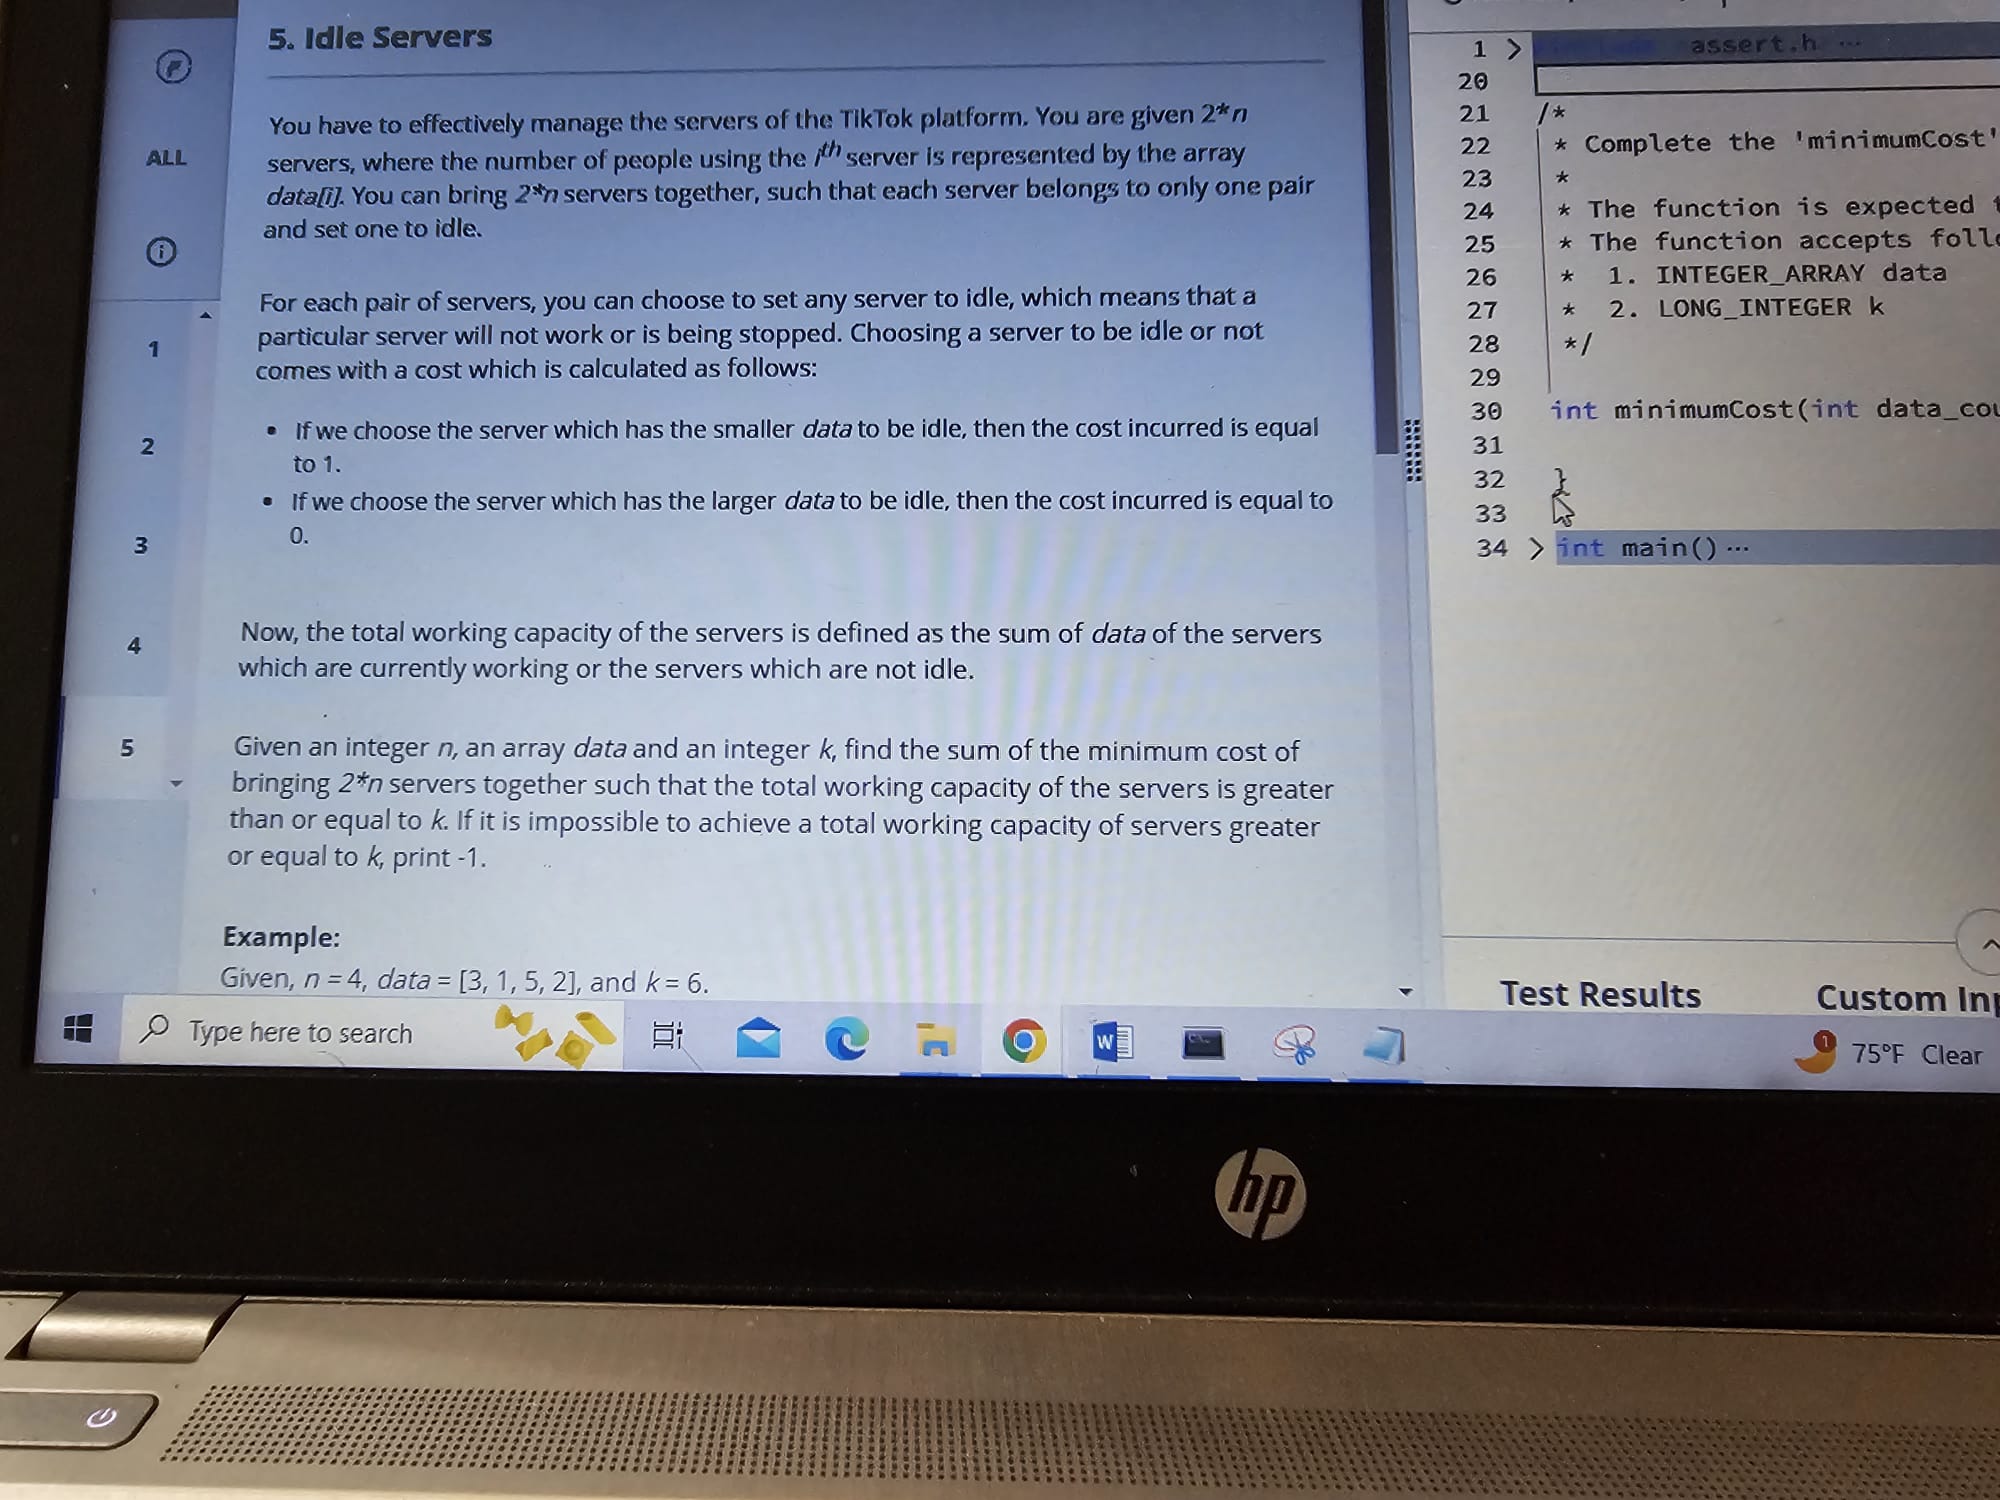 5. Idle Servers
You have to effectively manage the servers of the TikTok platform. You are given 2*n
servers, where the number of people using the ith server is represented by the array
data[i]. You can bring 2*n servers together, such that each server belongs to only one pair
and set one to idle.
For each pair of servers, you can choose to set any server to idle, which means that a
particular server will not work or is being stopped. Choosing a server to be idle or not
comes with a cost which is calculated as follows:
• If we choose the server which has the smaller data to be idle, then the cost incurred is equal
to 1.
• If we choose the server which has the larger data to be idle, then the cost incurred is equal to
0.
Now, the total working capacity of the servers is defined as the sum of data of the servers
which are currently working or the servers which are not idle.
Given an integer n, an array data and an integer k, find the sum of the minimum cost of
bringing 2*n servers together such that the total working capacity of the servers is greater
than or equal to k. If it is impossible to achieve a total working capacity of servers greater
or equal to k, print -1.
Example:
Given, n = 4, data = [3, 1, 5, 2], and k = 6.
ALL
1
2
3
4
5
1 > assert.h ...
20
21 /*
22 * Complete the 'minimumCost'
23 *
24 * The function is expected
25 * The function accepts
26 * 1. INTEGER_ARRAY data
27 * 2. LONG_INTEGER k
28 */
29
30 int minimumCost(int
31
32 }
33
34 > int main() ...
Test Results
Custom
Type here to search
W
1
75°F Clear
hp